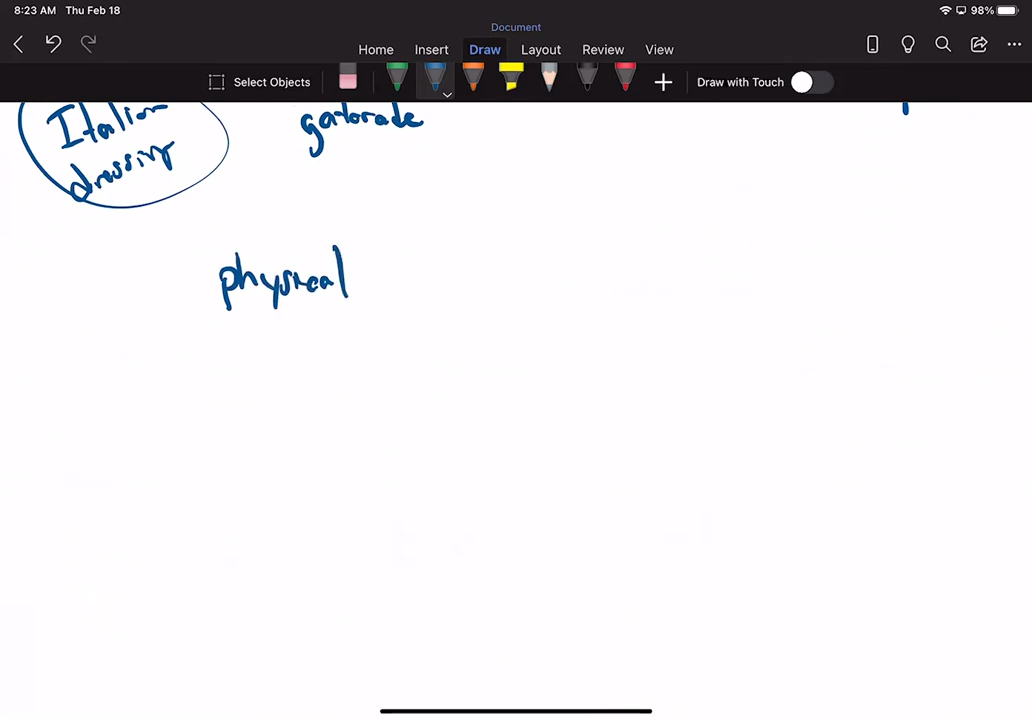 8:23 AM Thu Feb 18 98%
Document
Home Insert Draw Layout Review View
Select Objects Draw with Touch
Italian gatorade
dressing
physical